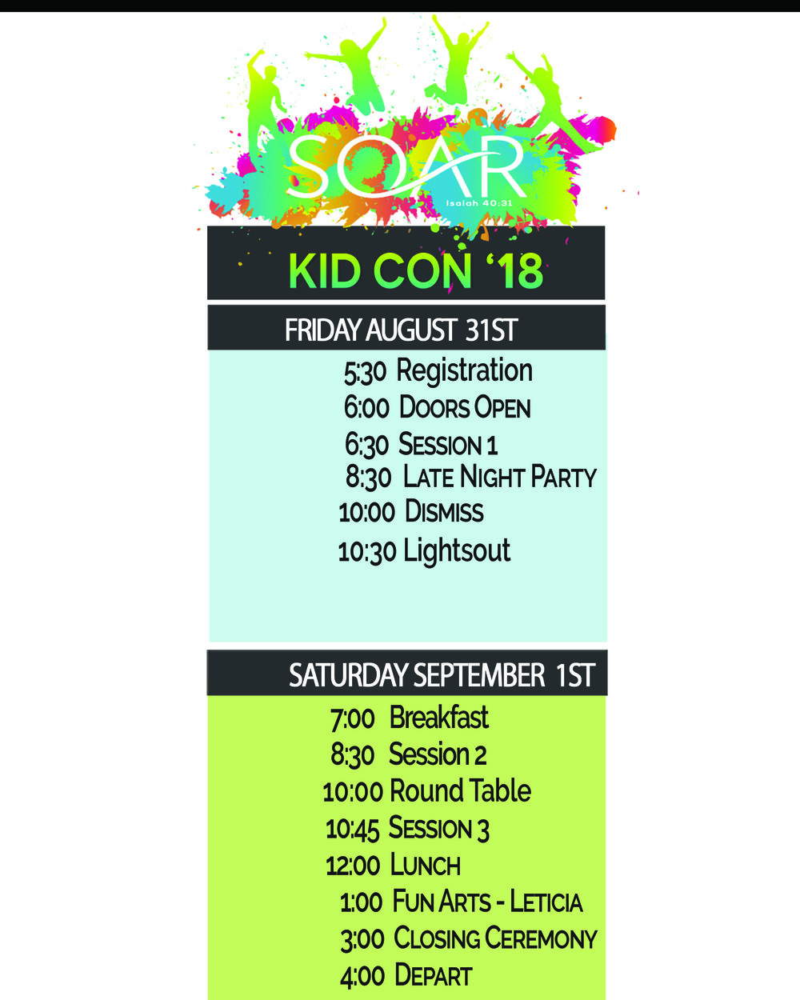 SOAR
Isaiah 40:31
KID CON ‘18
FRIDAY AUGUST 31ST
5:30 Registration
6:00 DOORS OPEN
6:30 SESSION 1
8:30 LATE NIGHT PARTY
10:00 DISMISS
10:30 Lightsout
SATURDAY SEPTEMBER 1ST
7:00 Breakfast
8:30 Session 2
10:00 Round Table
10:45 SESSION 3
12:00 LUNCH
1:00 FUN ARTS - LETICIA
3:00 CLOSING CEREMONY
4:00 DEPART